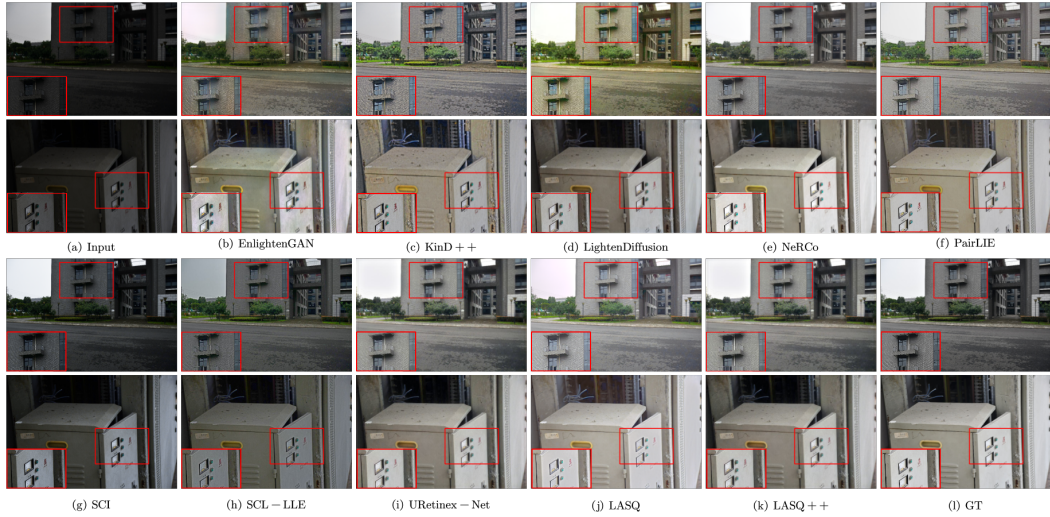 (a) Input
(b) EnlightenGAN
(c) KinD++
(d) LightenDiffusion
(e) NeRCo
(f) PairLIE
(g) SCI
(h) SCL−LLE
(i) URetinex−Net
(j) LASQ
(k) LASQ++
(l) GT